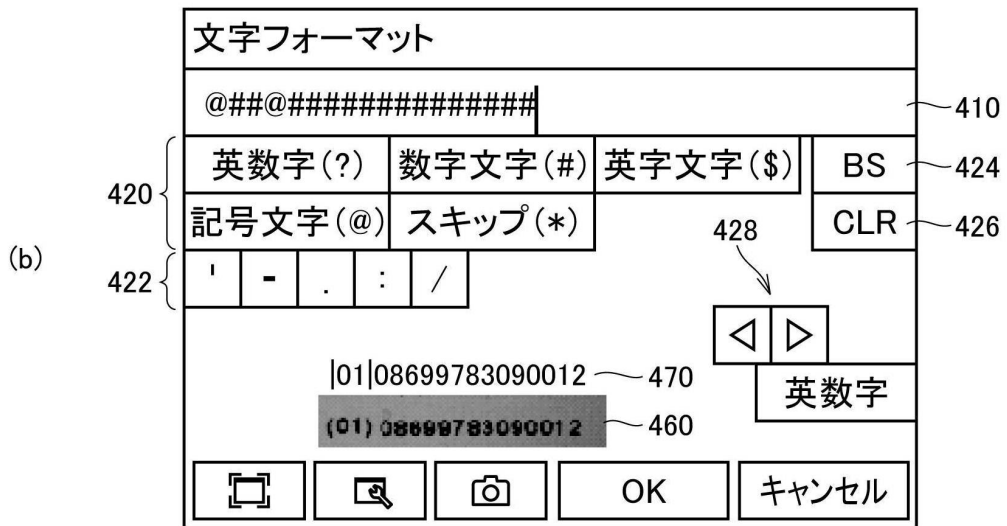 文字フォーマット
@##@############## 410
英数字(?) 数字文字(#) 英字文字($) BS 424
420
記号文字(@) スキップ(*) CLR 426
428
(b)
422 ' - . : /
|01|08699783090012 470
英数字
(01) 08699783090012 460
OK キャンセル